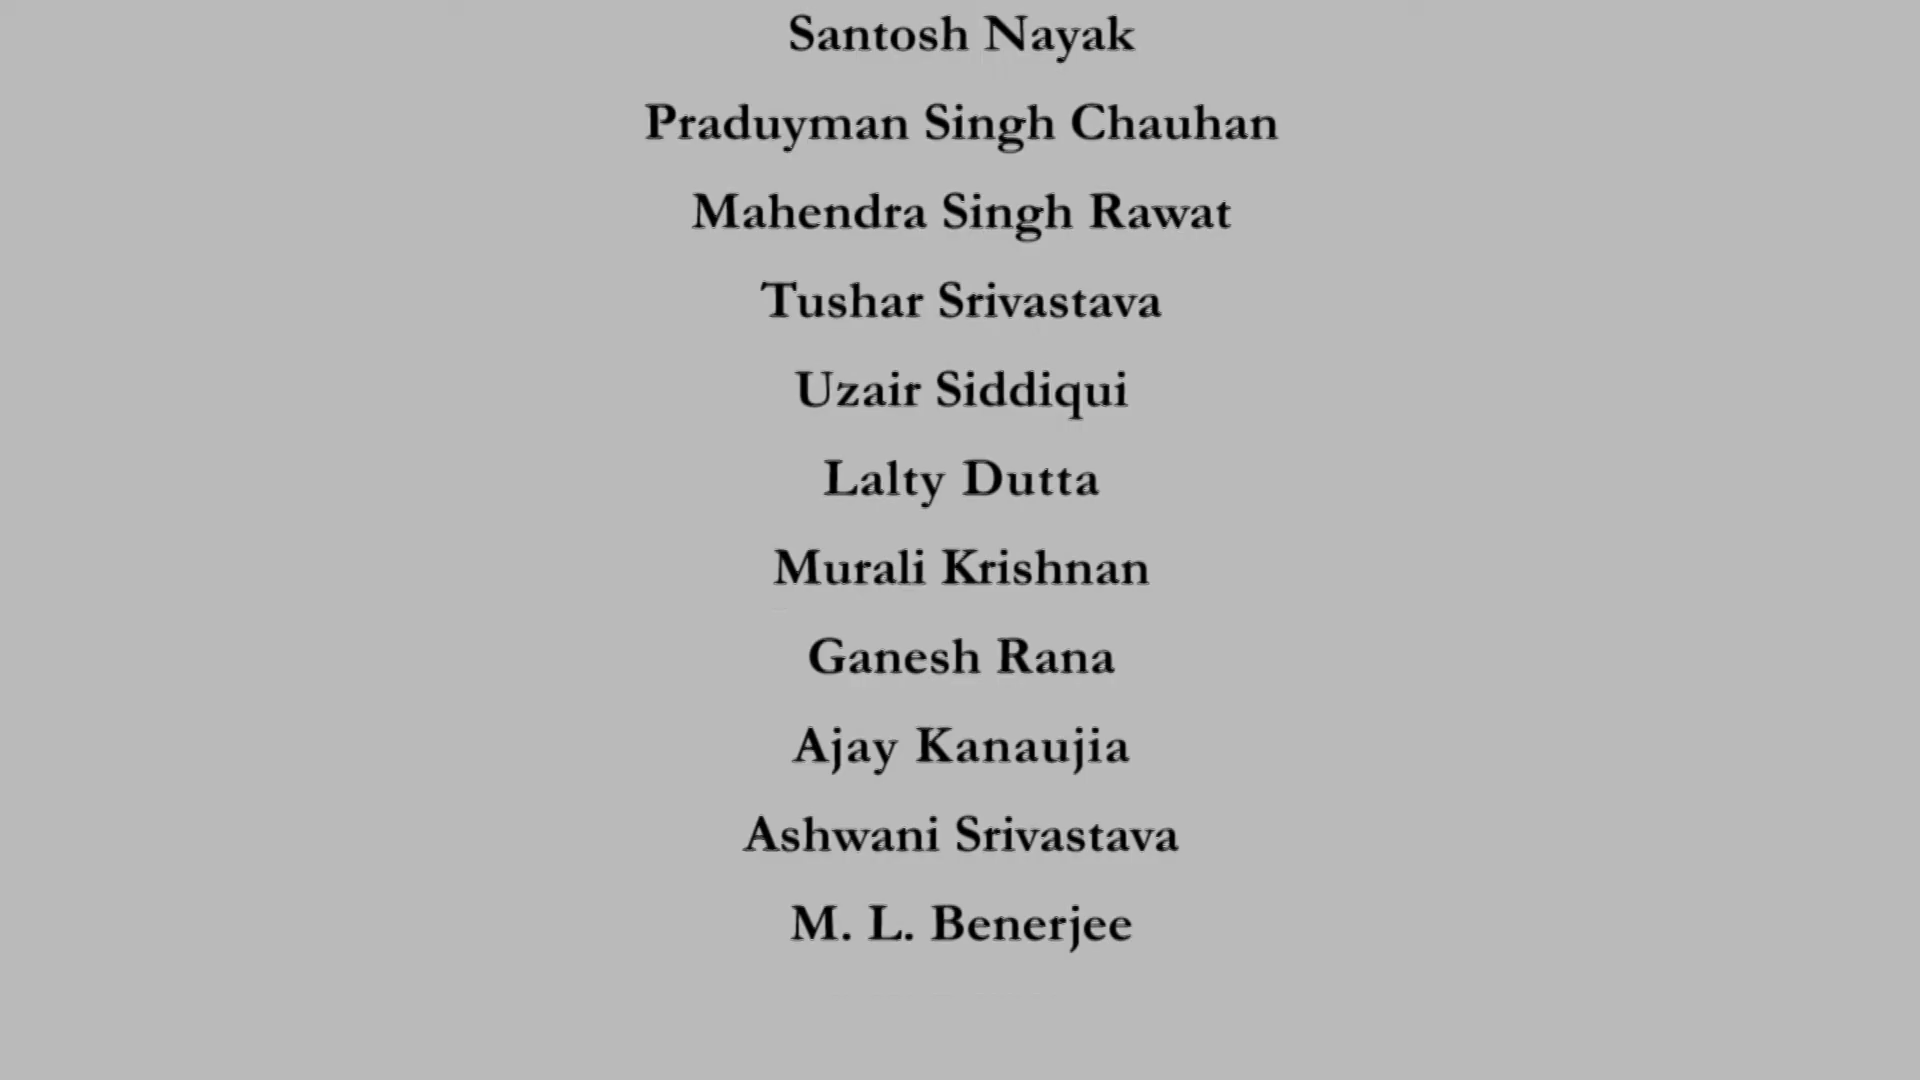 Santosh Nayak
Praduyman Singh Chauhan
Mahendra Singh Rawat
Tushar Srivastava
Uzair Siddiqui
Lalty Dutta
Murali Krishnan
Ganesh Rana
Ajay Kanaujia
Ashwani Srivastava
M. L. Benerjee